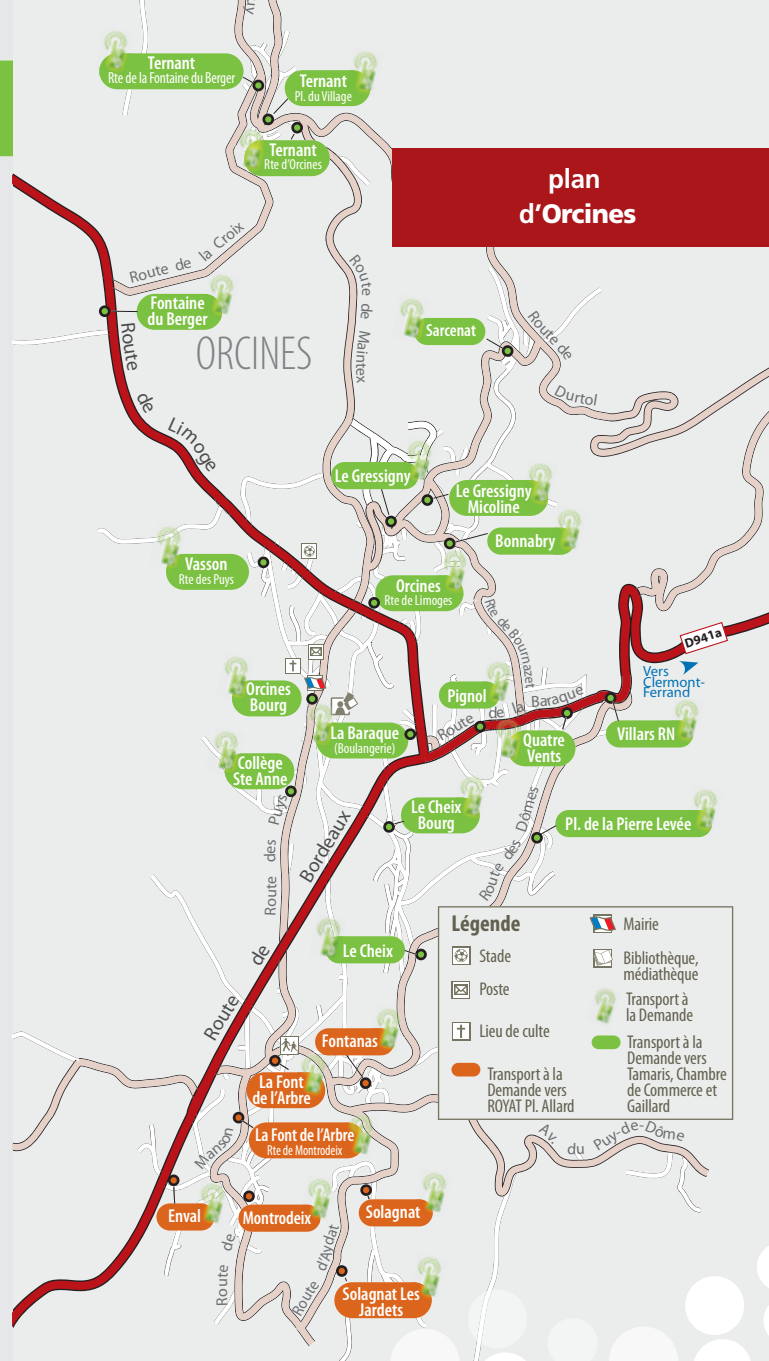 Ternant
Rte de la Fontaine du Berger
Ternant
Pl. du Village
Ternant
Rte d'Orcines
plan
d'Orcines
Route de la Croix
Fontaine
du Berger
ORCINES
Route de Maintex
Sarcenat
Route de
Durtol
Route de Limoge
Le Gressigny
Le Gressigny
Micoline
Bonnabry
Vasson
Rte des Puys
Orcines
Rte de Limoges
Rte de Bournazet
D941a
Vers
Clermont-
Ferrand
Orcines
Bourg
Pignol
Route de la Baraque
La Baraque
(Boulangerie)
Quatre
Vents
Villars RN
Collège
Ste Anne
Route des Puys
Route de Bordeaux
Le Cheix
Bourg
Pl. de la Pierre Levée
Route des Dômes
Le Cheix
Légende
Stade
Poste
Lieu de culte
Transport à la
Demande vers
ROYAT Pl. Allard
Mairie
Bibliothèque,
médiathèque
Transport à
la Demande
Transport à la
Demande vers
Tamaris, Chambre
de Commerce et
Gaillard
Fontanas
La Font
de l'Arbre
La Font de l'Arbre
Rte de Montrodeix
Route de Manson
Av. du Puy-de-Dôme
Enval
Montrodeix
Solagnat
Route d'Aydat
Solagnat Les
Jardets